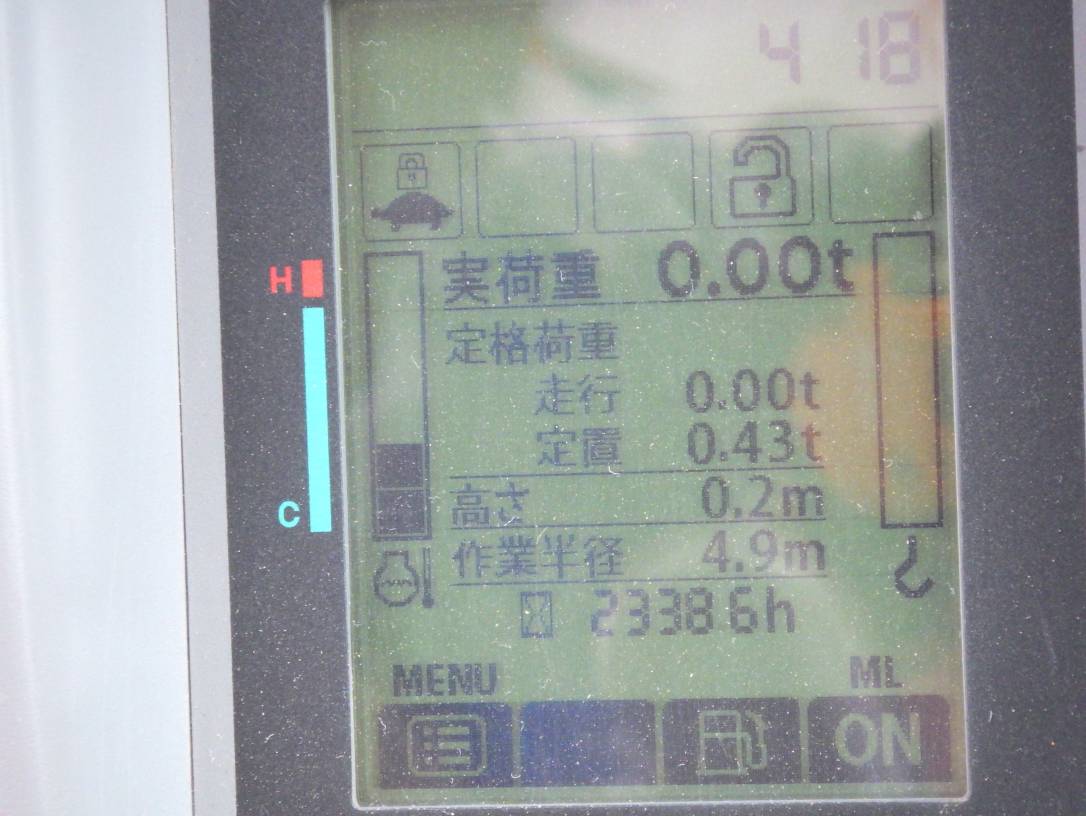 4 18
実荷重 0.00t
H
定格荷重
走行 0.00t
定置 0.43t
高さ 0.2m
C
作業半径 4.9m
2338 6h
MENU ML
ON